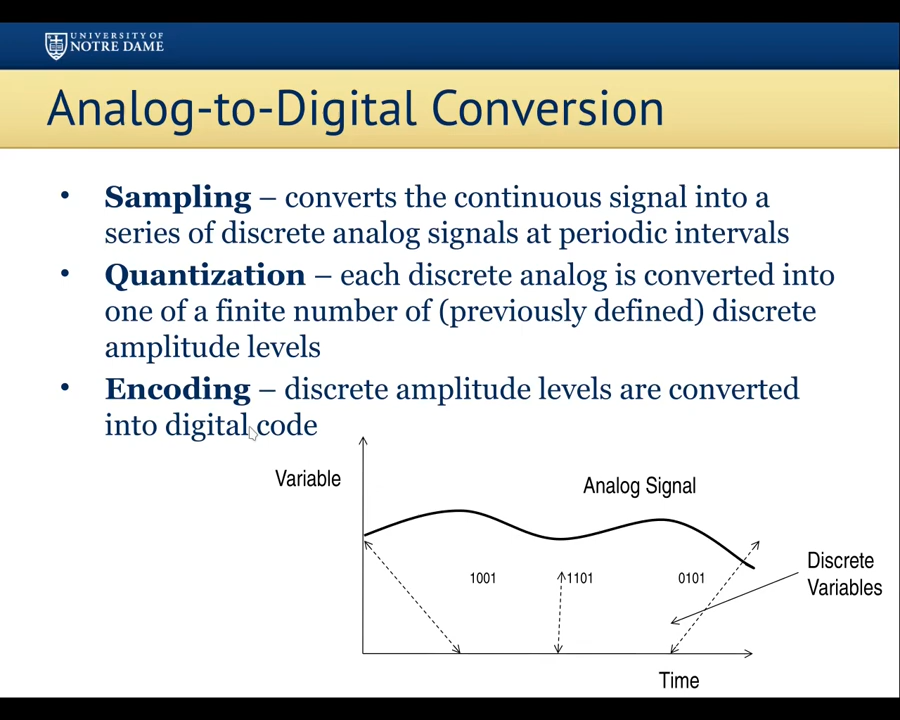 UNIVERSITY OF
NOTRE DAME
Analog-to-Digital Conversion
• Sampling – converts the continuous signal into a
series of discrete analog signals at periodic intervals
• Quantization – each discrete analog is converted into
one of a finite number of (previously defined) discrete
amplitude levels
• Encoding – discrete amplitude levels are converted
into digital code
Variable
Analog Signal
1001
1101
0101
Discrete
Variables
Time